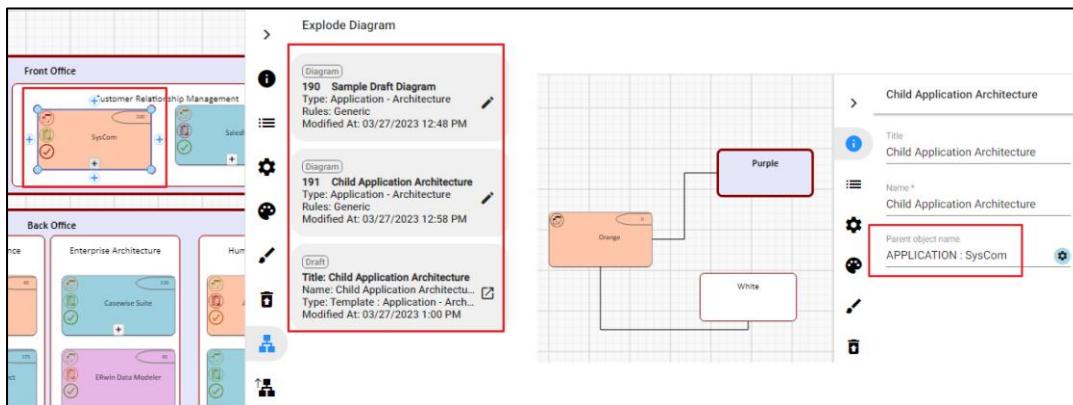 Front Office
Customer Relationship Management
100
SysCom
Back Office
Enterprise Architecture
Casewise Suite
ERwin Data Modeler
Explode Diagram
Diagram
190 Sample Draft Diagram
Type: Application - Architecture
Rules: Generic
Modified At: 03/27/2023 12:48 PM
Diagram
191 Child Application Architecture
Type: Application - Architecture
Rules: Generic
Modified At: 03/27/2023 12:58 PM
Draft
Title: Child Application Architecture
Name: Child Application Architectu...
Type: Template : Application - Arch...
Modified At: 03/27/2023 1:00 PM
Purple
Orange
White
Child Application Architecture
Title
Child Application Architecture
Name *
Child Application Architecture
Parent object name
APPLICATION : SysCom